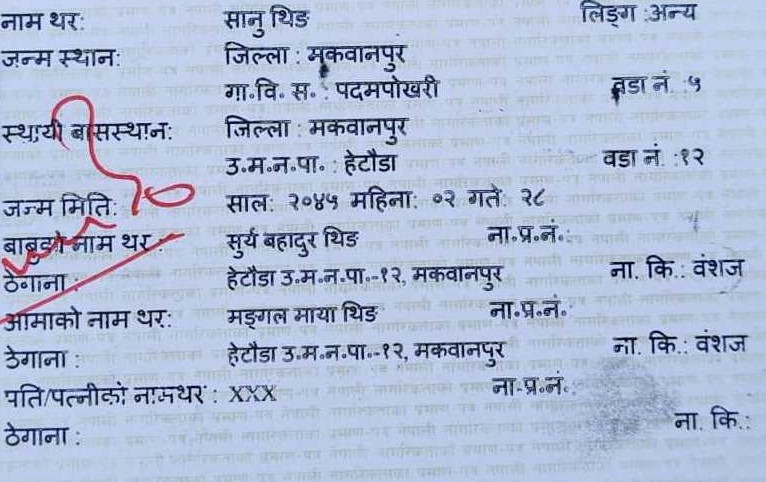 नाम थर: सानु थिङ लिङ्ग :अन्य
जन्म स्थान: जिल्ला : मकवानपुर
गा.वि. स. : पदमपोखरी वडा नं. :५
स्थायी बासस्थान: जिल्ला : मकवानपुर
उ.म.न.पा. : हेटौडा वडा नं. :१२
जन्म मिति: साल: २०४५ महिना: ०२ गते: २८
बाबुको नाम थर : सुर्य बहादुर थिङ ना.प्र.नं.:
ठेगाना : हेटौडा उ.म.न.पा.-१२, मकवानपुर ना. कि.: वंशज
आमाको नाम थर: मङ्गल माया थिङ ना.प्र.नं.
ठेगाना : हेटौडा उ.म.न.पा.-१२, मकवानपुर ना. कि.: वंशज
पति/पत्नीको नामथर : XXX ना.प्र.नं.:
ठेगाना : ना. कि.: